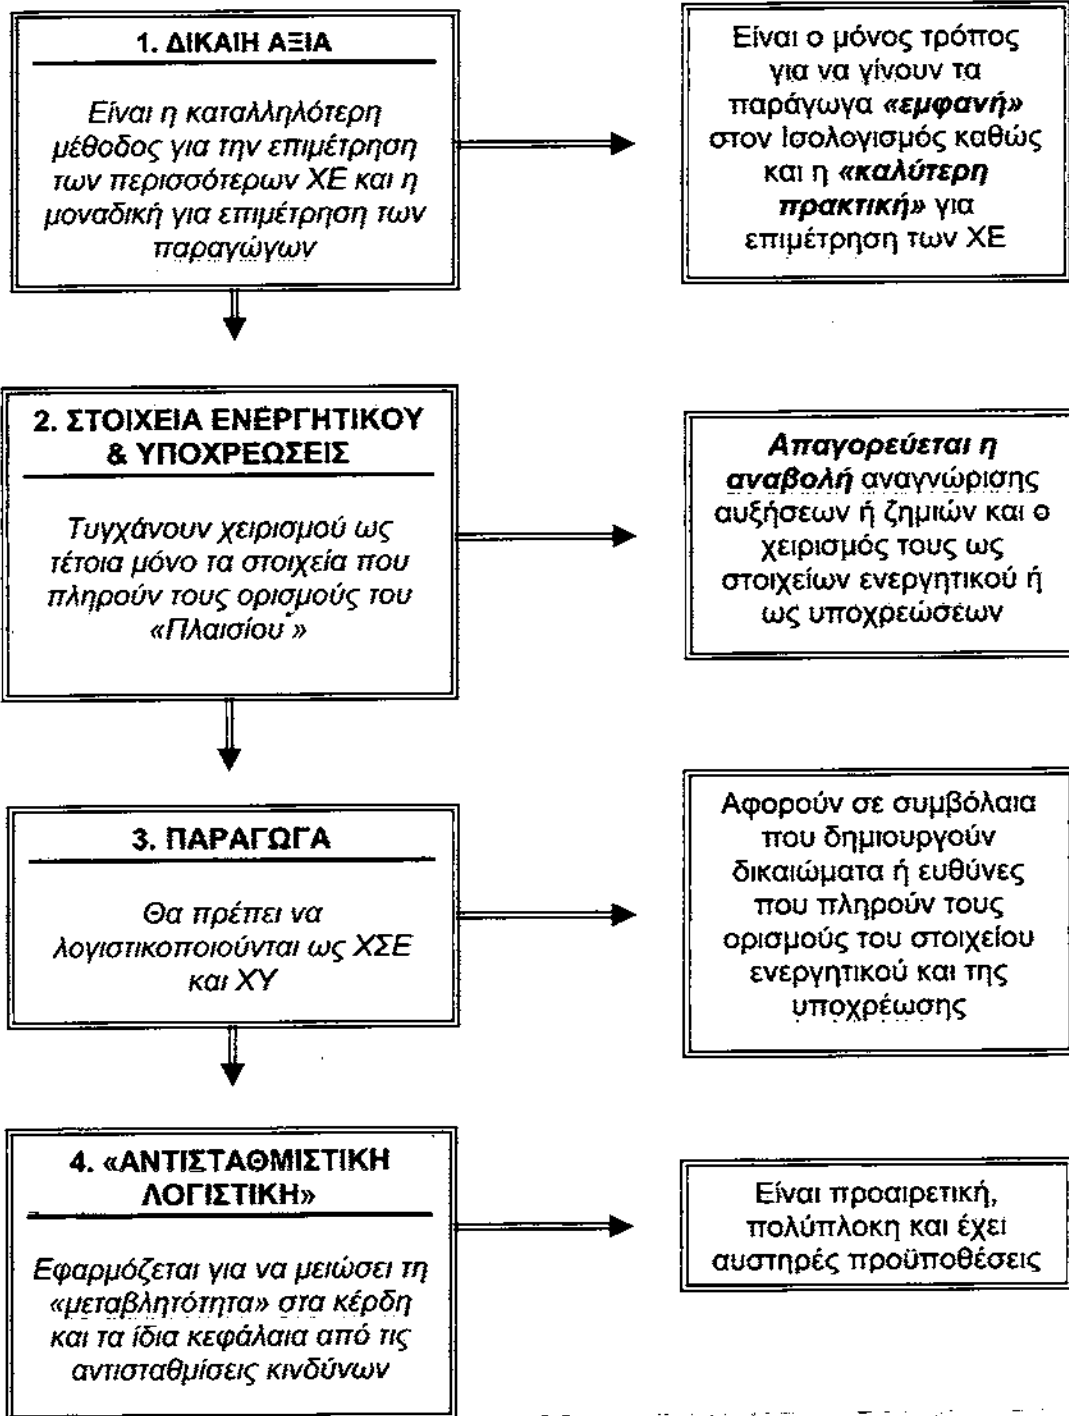 1. ΔΙΚΑΙΗ ΑΞΙΑ
Είναι η καταλληλότερη
μέθοδος για την επιμέτρηση
των περισσότερων ΧΕ και η
μοναδική για επιμέτρηση των
παραγώγων
Είναι ο μόνος τρόπος
για να γίνουν τα
παράγωγα «εμφανή»
στον Ισολογισμός καθώς
και η «καλύτερη
πρακτική» για
επιμέτρηση των ΧΕ
2. ΣΤΟΙΧΕΙΑ ΕΝΕΡΓΗΤΙΚΟΥ
& ΥΠΟΧΡΕΩΣΕΙΣ
Τυγχάνουν χειρισμού ως
τέτοια μόνο τα στοιχεία που
πληρούν τους ορισμούς του
«Πλαισίου»
Απαγορεύεται η
αναβολή αναγνώρισης
αυξήσεων ή ζημιών και ο
χειρισμός τους ως
στοιχείων ενεργητικού ή
ως υποχρεώσεων
3. ΠΑΡΑΓΩΓΑ
Θα πρέπει να
λογιστικοποιούνται ως ΧΣΕ
και ΧΥ
Αφορούν σε συμβόλαια
που δημιουργούν
δικαιώματα ή ευθύνες
που πληρούν τους
ορισμούς του στοιχείου
ενεργητικού και της
υποχρέωσης
4. «ΑΝΤΙΣΤΑΘΜΙΣΤΙΚΗ
ΛΟΓΙΣΤΙΚΗ»
Εφαρμόζεται για να μειώσει τη
«μεταβλητότητα» στα κέρδη
και τα ίδια κεφάλαια από τις
αντισταθμίσεις κινδύνων
Είναι προαιρετική,
πολύπλοκη και έχει
αυστηρές προϋποθέσεις